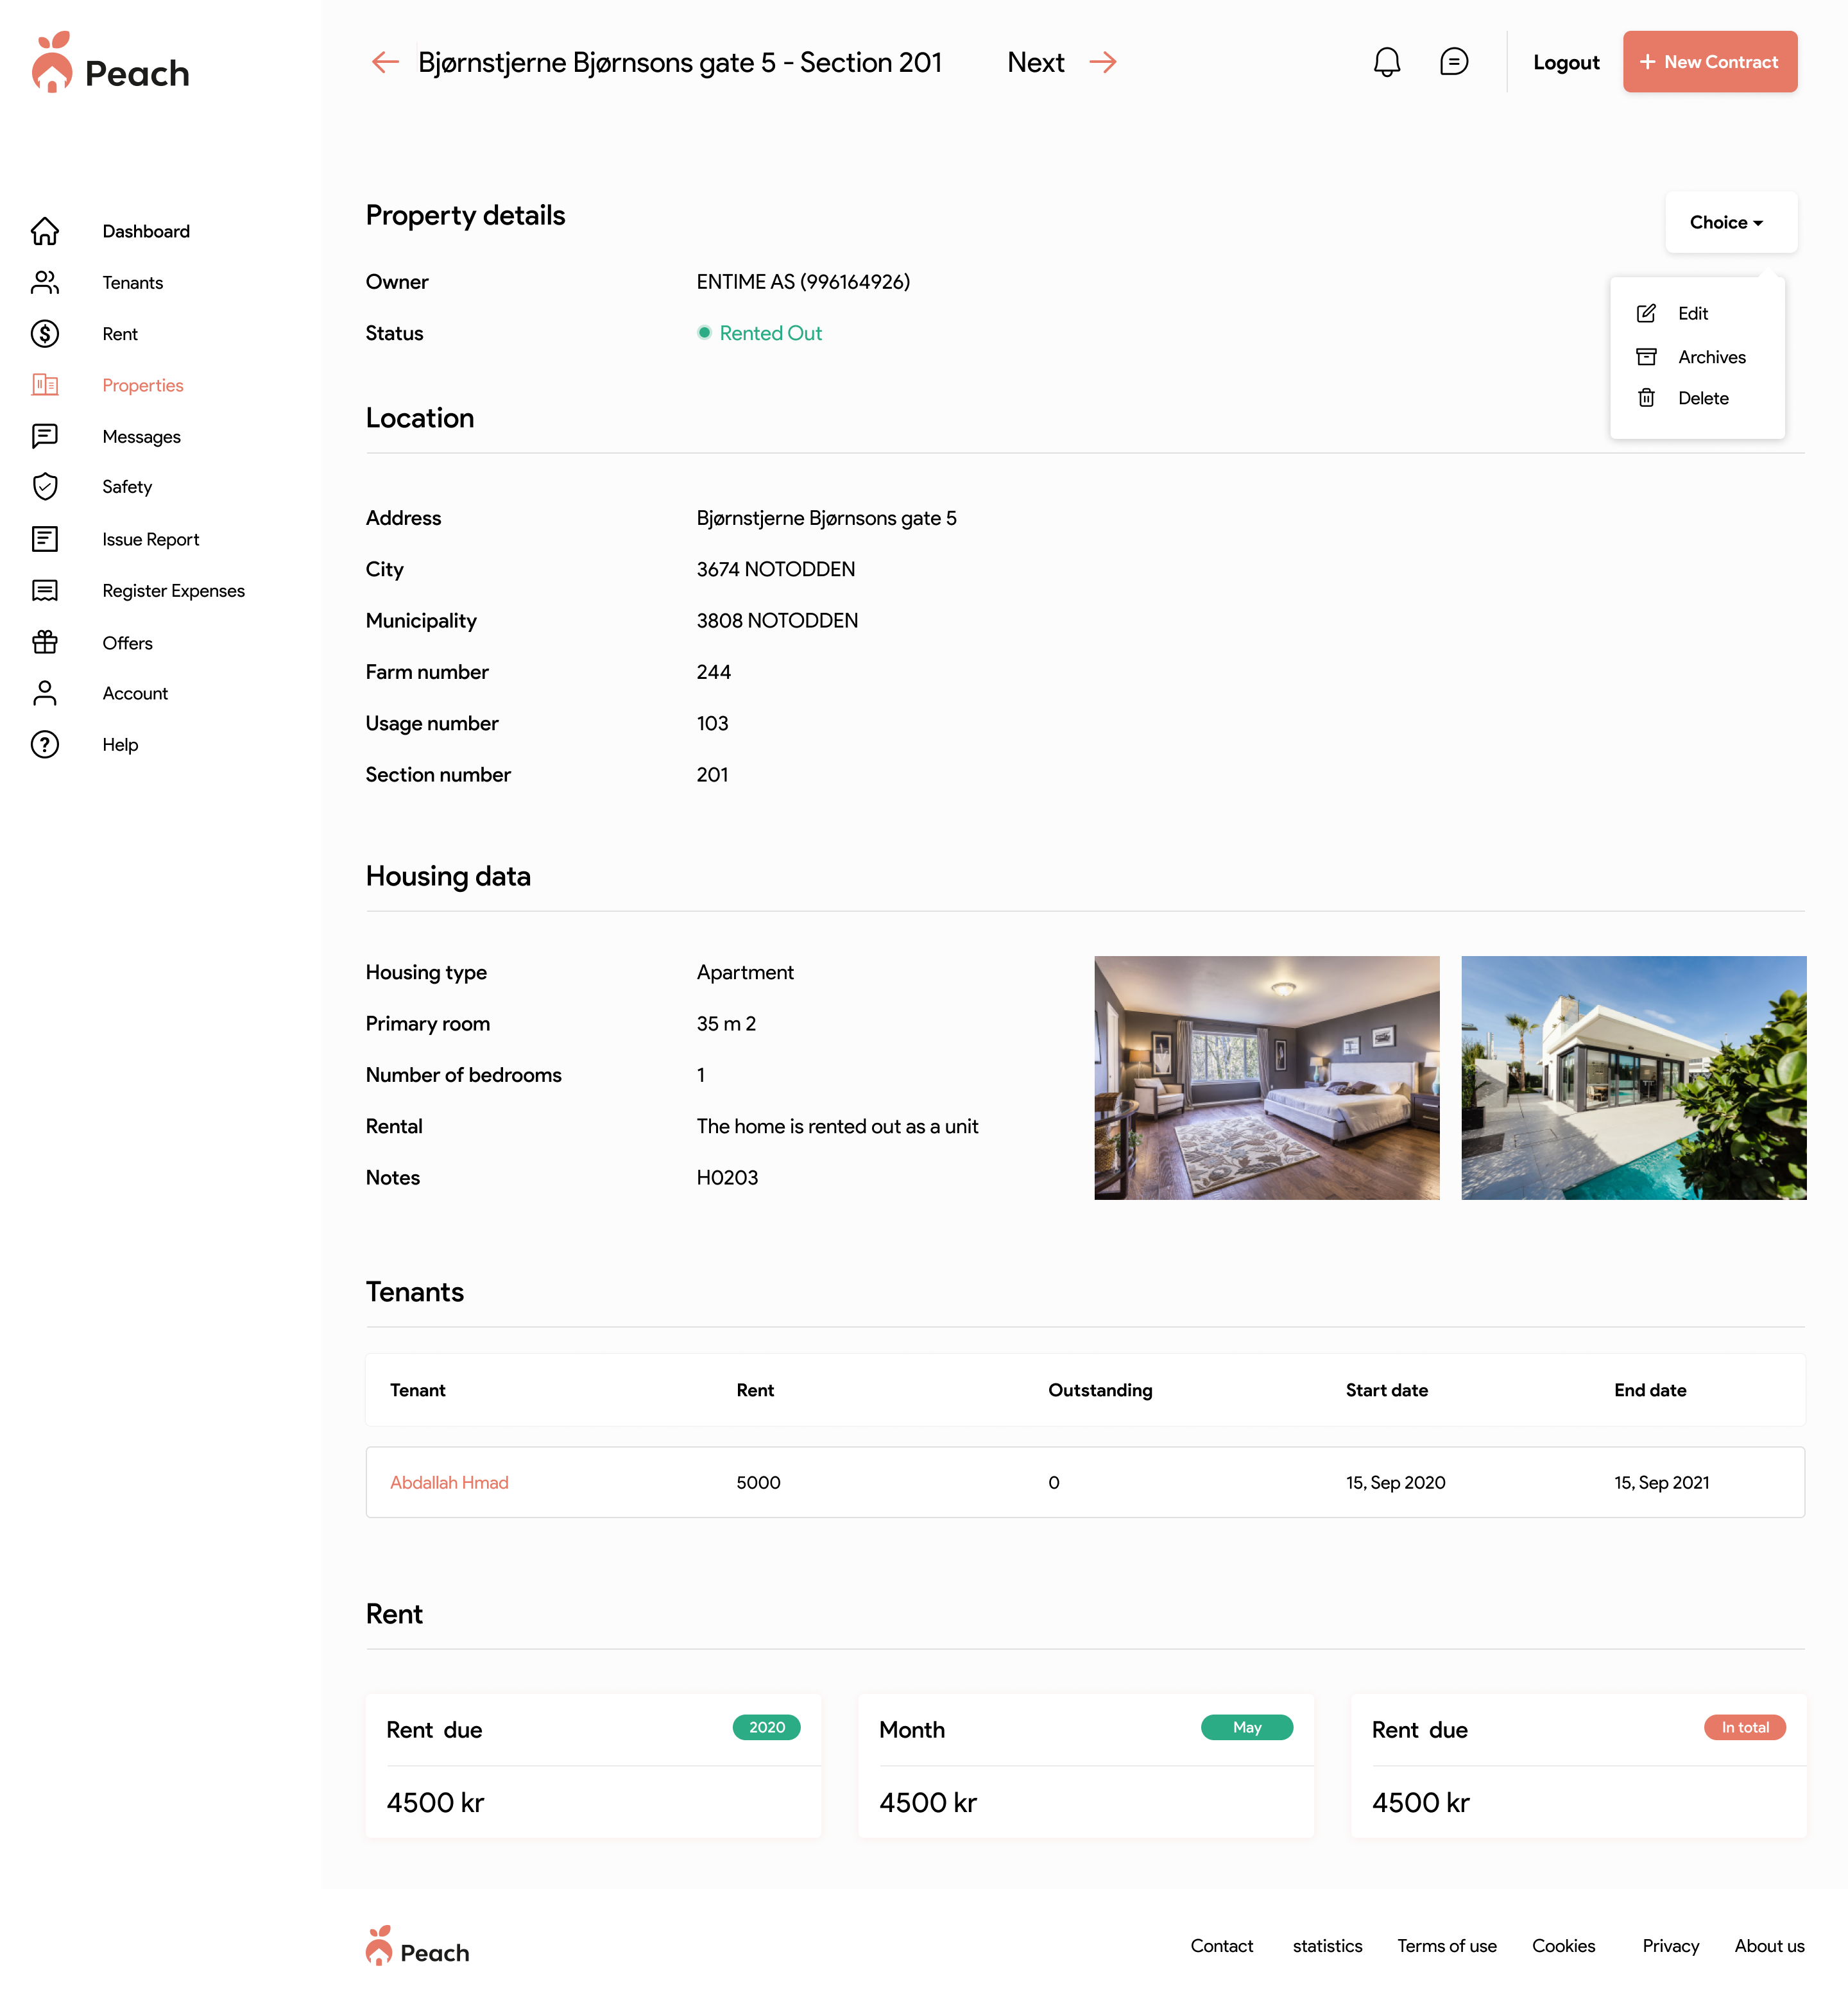 Peach
Bjørnstjerne Bjørnsons gate 5 - Section 201
Next
Logout
+ New Contract
Dashboard
Tenants
Rent
Properties
Messages
Safety
Issue Report
Register Expenses
Offers
Account
Help
Property details
Choice
Owner ENTIME AS (996164926)
Status Rented Out
Edit
Archives
Delete
Location
Address Bjørnstjerne Bjørnsons gate 5
City 3674 NOTODDEN
Municipality 3808 NOTODDEN
Farm number 244
Usage number 103
Section number 201
Housing data
Housing type Apartment
Primary room 35 m 2
Number of bedrooms 1
Rental The home is rented out as a unit
Notes H0203
Tenants
Tenant Rent Outstanding Start date End date
Abdallah Hmad 5000 0 15, Sep 2020 15, Sep 2021
Rent
Rent due 2020
4500 kr
Month May
4500 kr
Rent due In total
4500 kr
Peach
Contact statistics Terms of use Cookies Privacy About us